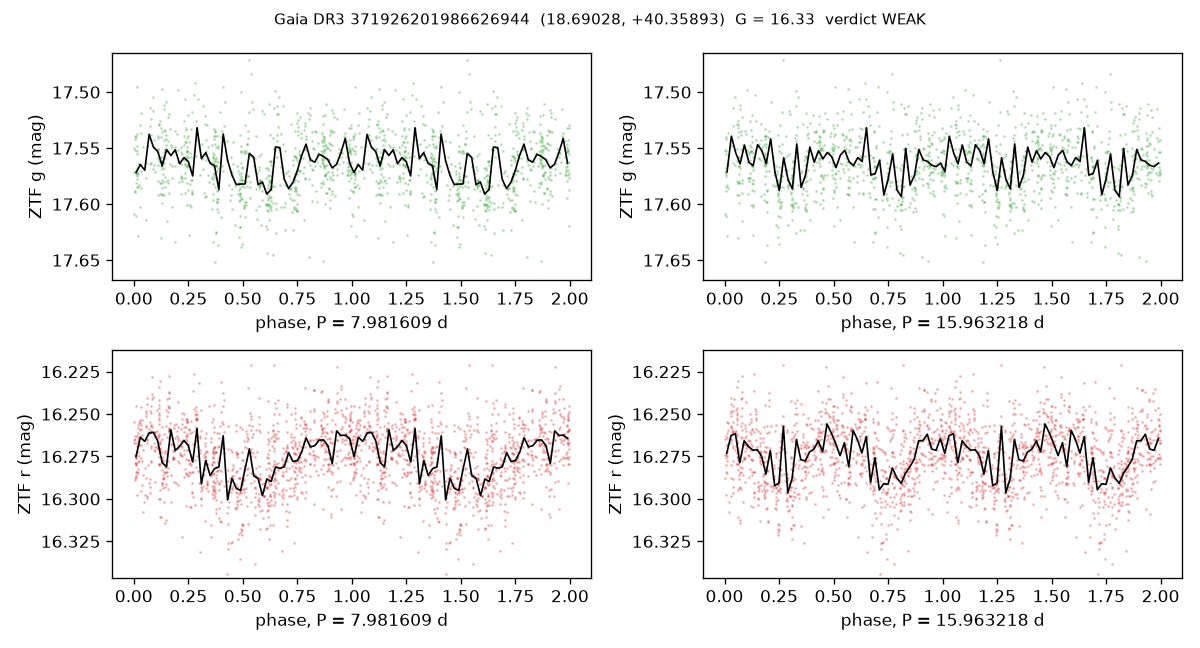 Gaia DR3 371926201986626944 (18.69028, +40.35893) G = 16.33 verdict WEAK
ZTF g (mag)
17.50
17.55
17.60
17.65
0.00 0.25 0.50 0.75 1.00 1.25 1.50 1.75 2.00
phase, P = 7.981609 d
ZTF g (mag)
17.50
17.55
17.60
17.65
0.00 0.25 0.50 0.75 1.00 1.25 1.50 1.75 2.00
phase, P = 15.963218 d
ZTF r (mag)
16.225
16.250
16.275
16.300
16.325
0.00 0.25 0.50 0.75 1.00 1.25 1.50 1.75 2.00
phase, P = 7.981609 d
ZTF r (mag)
16.225
16.250
16.275
16.300
16.325
0.00 0.25 0.50 0.75 1.00 1.25 1.50 1.75 2.00
phase, P = 15.963218 d